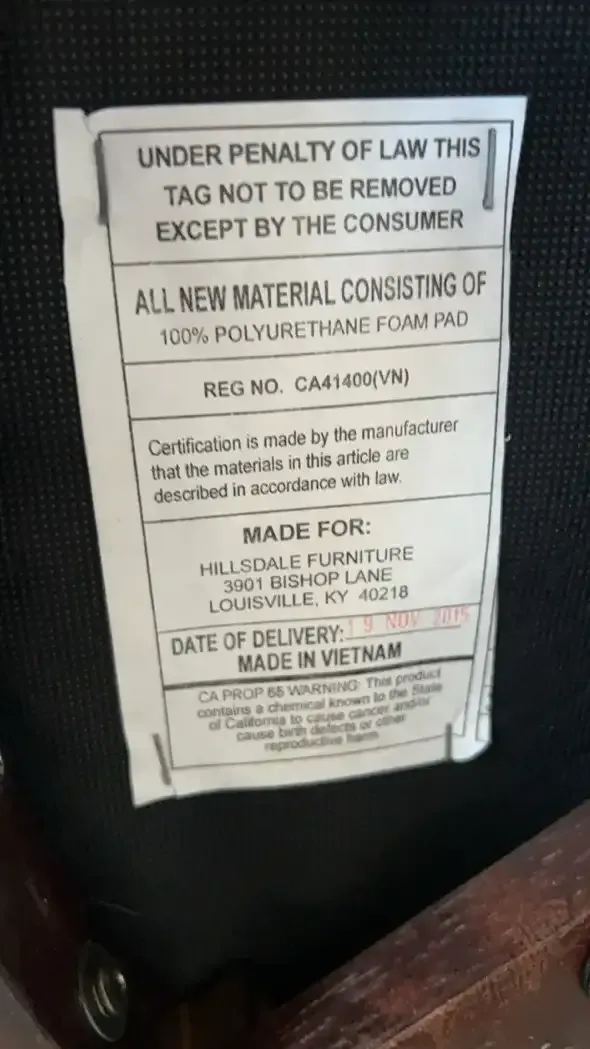 UNDER PENALTY OF LAW THIS
TAG NOT TO BE REMOVED
EXCEPT BY THE CONSUMER
ALL NEW MATERIAL CONSISTING OF
100% POLYURETHANE FOAM PAD
REG NO. CA41400(VN)
Certification is made by the manufacturer
that the materials in this article are
described in accordance with law.
MADE FOR:
HILLSDALE FURNITURE
3901 BISHOP LANE
LOUISVILLE, KY 40218
DATE OF DELIVERY: 19 NOV 2015
MADE IN VIETNAM
CA PROP 65 WARNING: This product
contains a chemical known to the State
of California to cause cancer and/or
cause birth defects or other
reproductive harm.